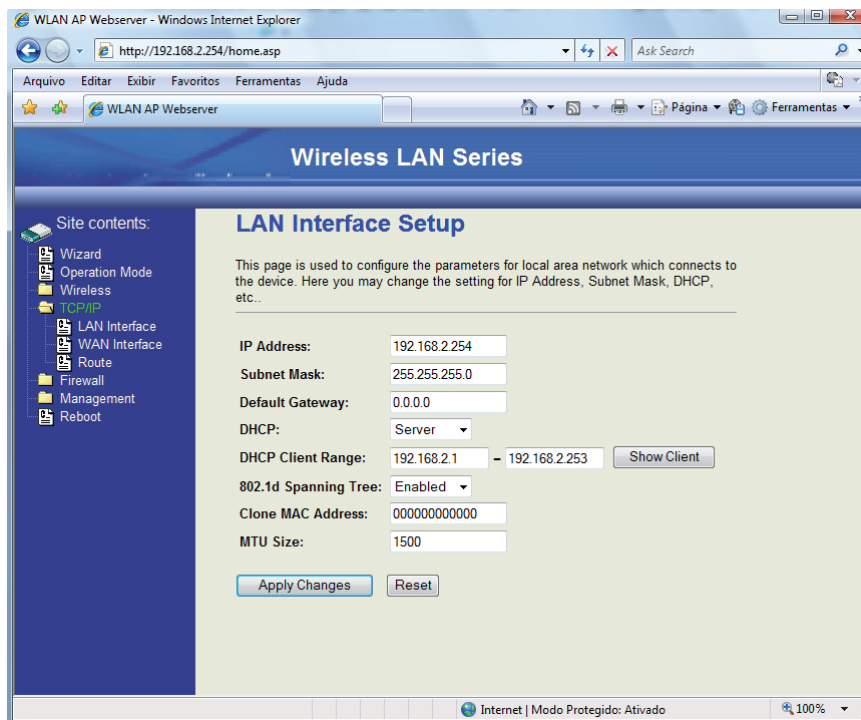 WLAN AP Webserver - Windows Internet Explorer
http://192.168.2.254/home.asp
Ask Search
Arquivo Editar Exibir Favoritos Ferramentas Ajuda
WLAN AP Webserver
Página
Ferramentas
Wireless LAN Series
Site contents:
Wizard
Operation Mode
Wireless
TCP/IP
LAN Interface
WAN Interface
Route
Firewall
Management
Reboot
LAN Interface Setup
This page is used to configure the parameters for local area network which connects to
the device. Here you may change the setting for IP Address, Subnet Mask, DHCP,
etc..
IP Address: 192.168.2.254
Subnet Mask: 255.255.255.0
Default Gateway: 0.0.0.0
DHCP: Server
DHCP Client Range: 192.168.2.1 – 192.168.2.253 Show Client
802.1d Spanning Tree: Enabled
Clone MAC Address: 000000000000
MTU Size: 1500
Apply Changes Reset
Internet | Modo Protegido: Ativado
100%